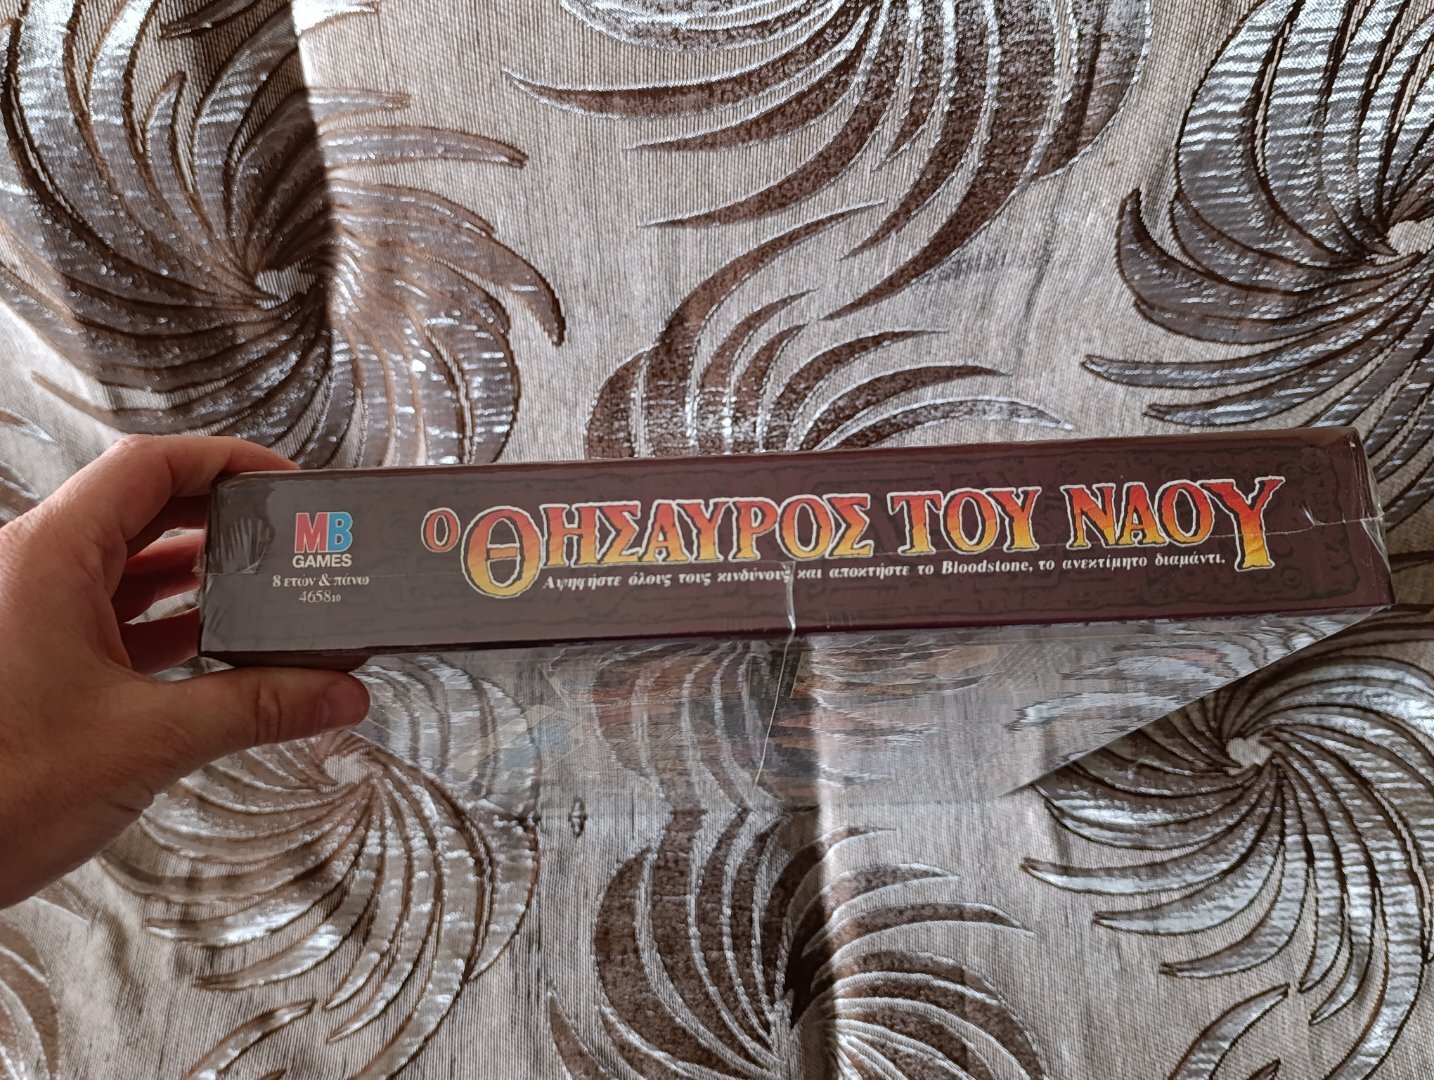 MB
GAMES
8 ετών & πάνω
465810
Ο ΘΗΣΑΥΡΟΣ ΤΟΥ ΝΑΟΥ
Αψηφήστε όλους τους κινδύνους και αποκτήστε το Bloodstone, το ανεκτίμητο διαμάντι.